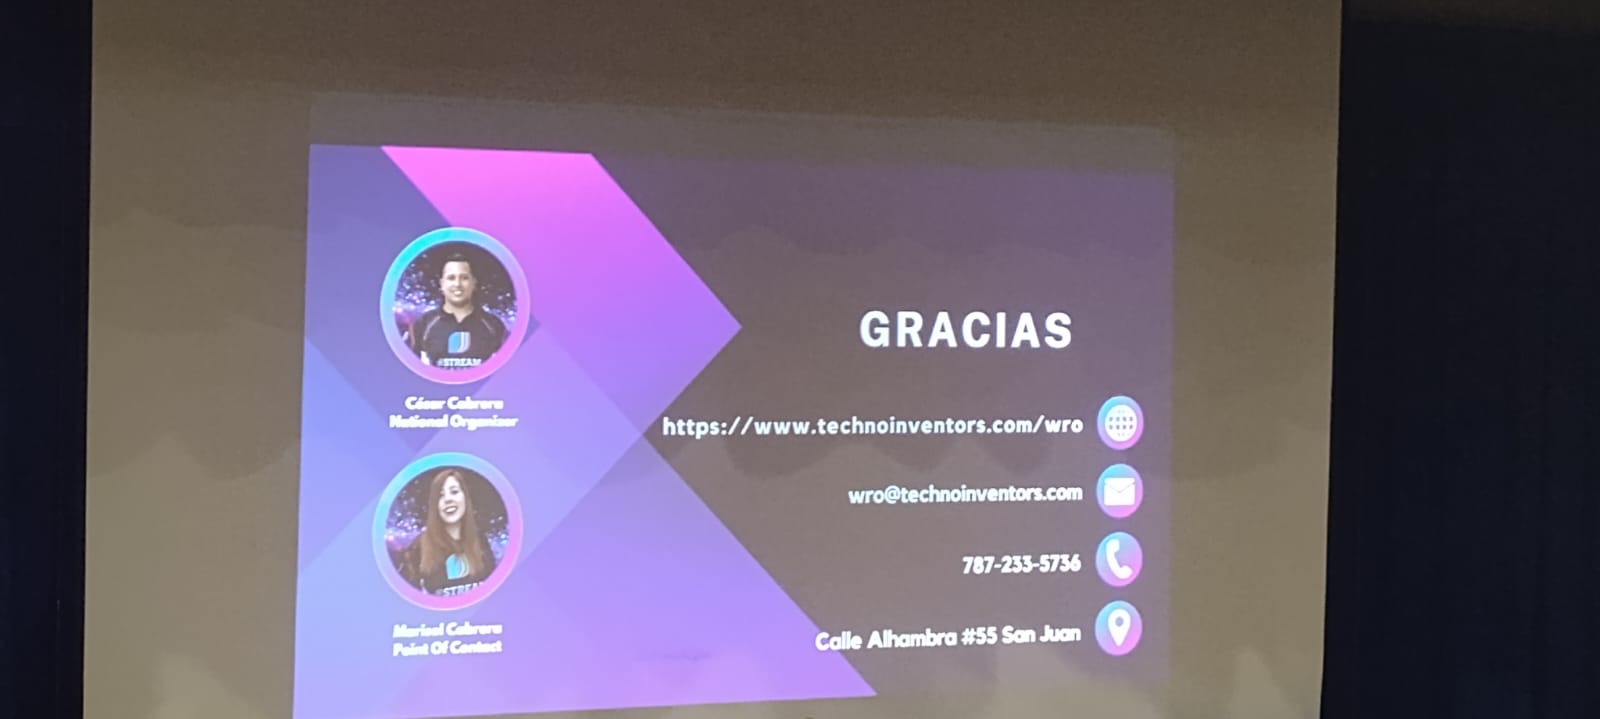 GRACIAS
https://www.technoinventors.com/wro
wro@technoinventors.com
787-233-5736
Calle Alhambra #55 San Juan
César Cabrera
National Organizer
Marisol Cabrera
Point Of Contact
STREAM
STREAM